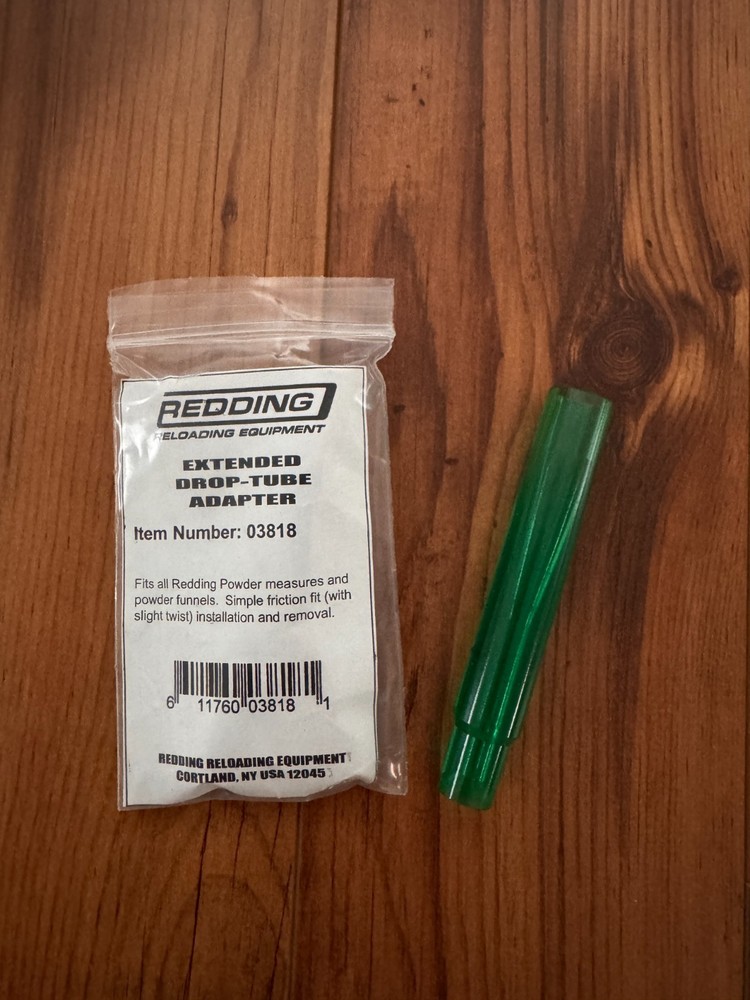 REDDING
RELOADING EQUIPMENT
EXTENDED
DROP-TUBE
ADAPTER
Item Number: 03818
Fits all Redding Powder measures and
powder funnels. Simple friction fit (with
slight twist) installation and removal.
6 11760 03818 1
REDDING RELOADING EQUIPMENT
CORTLAND, NY USA 12045